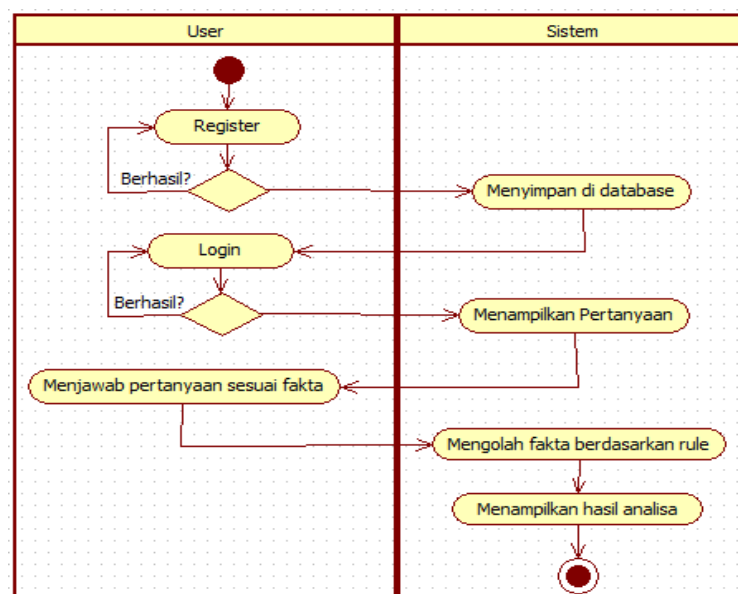 User
Sistem
Register
Berhasil?
Menyimpan di database
Login
Berhasil?
Menampilkan Pertanyaan
Menjawab pertanyaan sesuai fakta
Mengolah fakta berdasarkan rule
Menampilkan hasil analisa